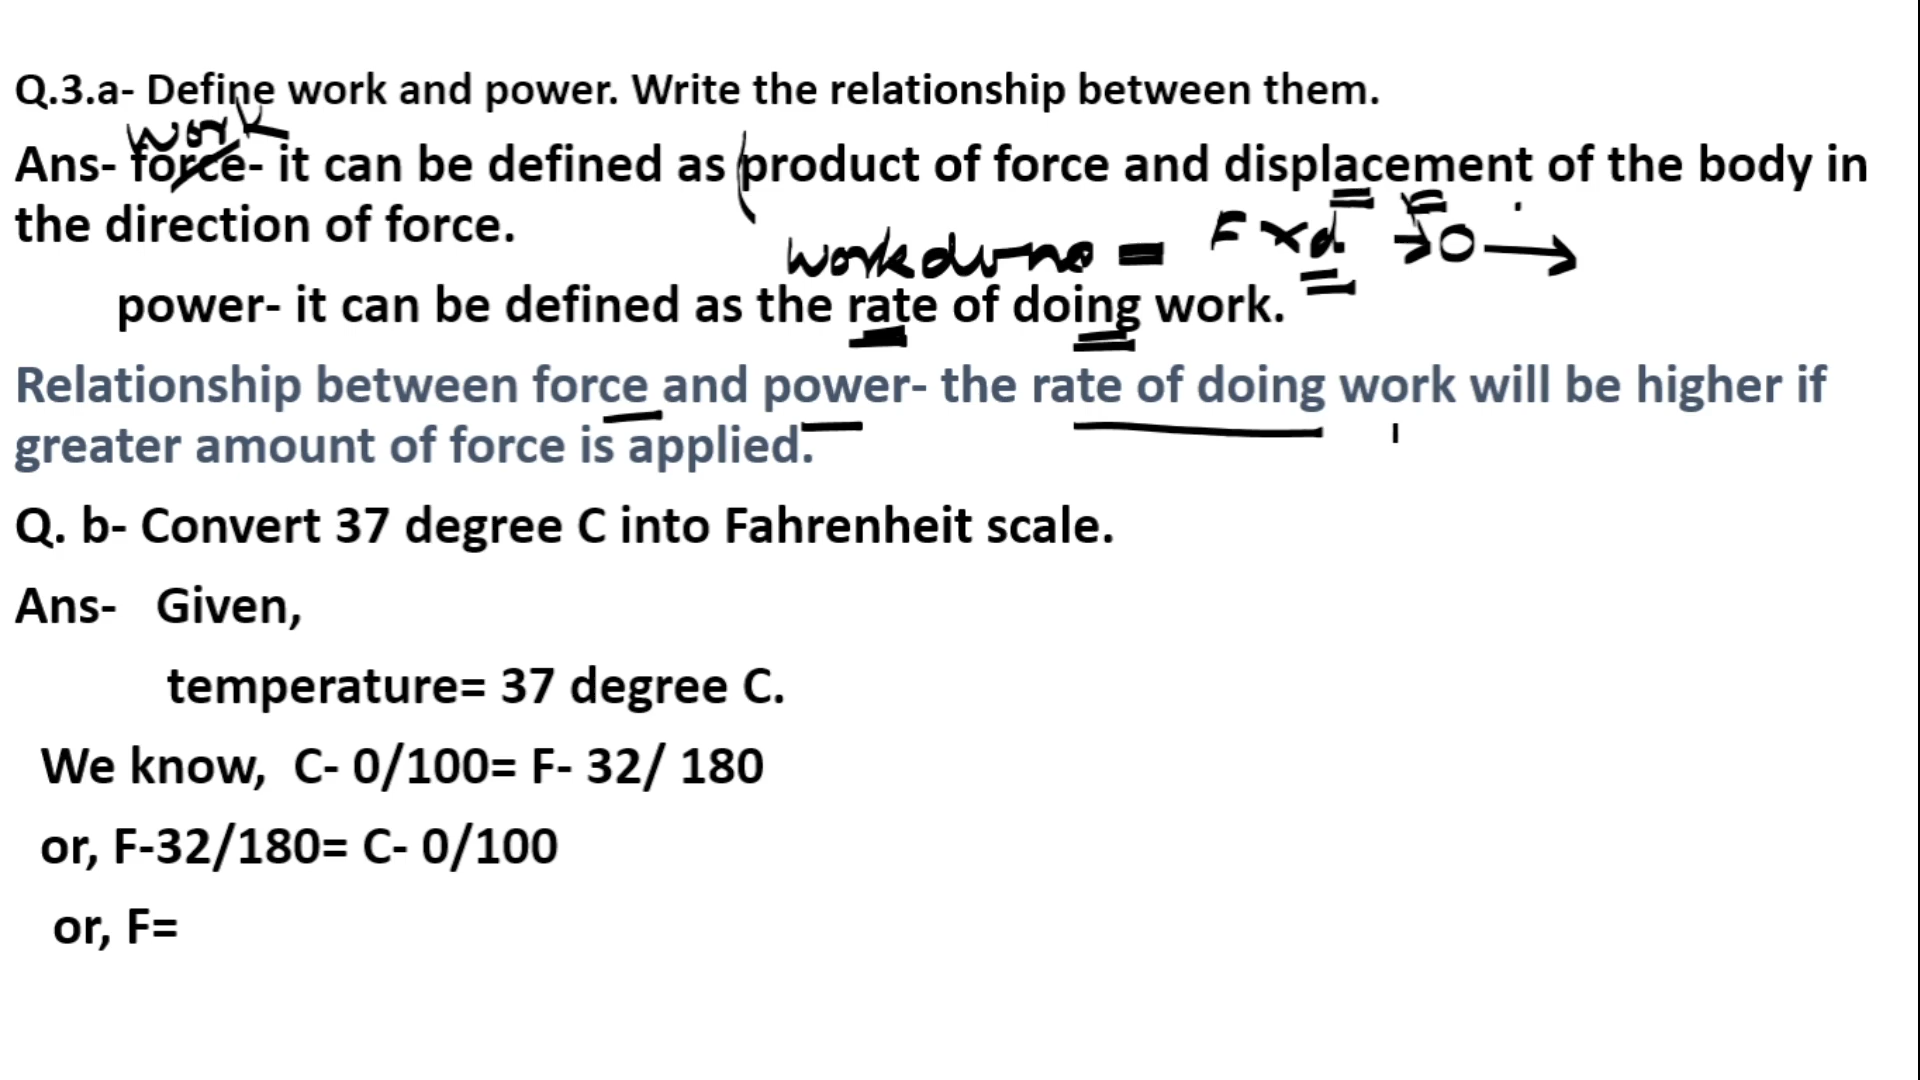 Q.3.a- Define work and power. Write the relationship between them.
work
Ans- force- it can be defined as product of force and displacement of the body in
the direction of force.
work done = F x d F → O →
power- it can be defined as the rate of doing work.
Relationship between force and power- the rate of doing work will be higher if
greater amount of force is applied.
Q. b- Convert 37 degree C into Fahrenheit scale.
Ans- Given,
temperature= 37 degree C.
We know, C- 0/100= F- 32/ 180
or, F-32/180= C- 0/100
or, F=